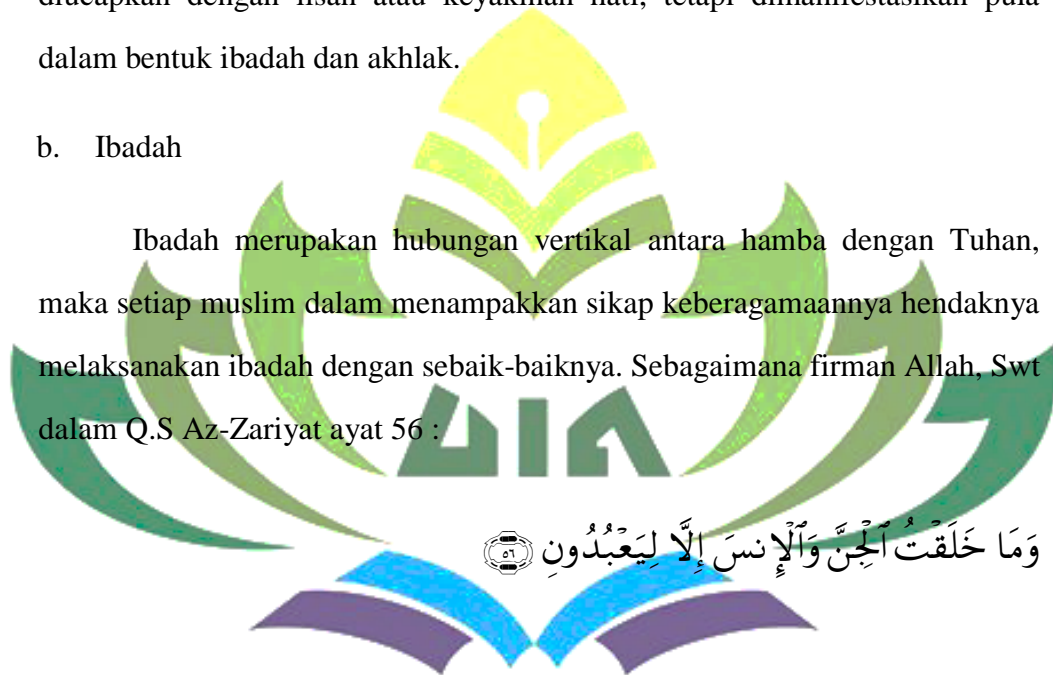 diucapkan dengan lisan atau keyakinan hati, tetapi dimanifestasikan pula
dalam bentuk ibadah dan akhlak.
b. Ibadah
Ibadah merupakan hubungan vertikal antara hamba dengan Tuhan,
maka setiap muslim dalam menampakkan sikap keberagamaannya hendaknya
melaksanakan ibadah dengan sebaik-baiknya. Sebagaimana firman Allah, Swt
dalam Q.S Az-Zariyat ayat 56 :
وَمَا خَلَقۡتُ ٱلۡجِنَّ وَٱلۡإِنسَ إِلَّا لِيَعۡبُدُونِ ٥٦